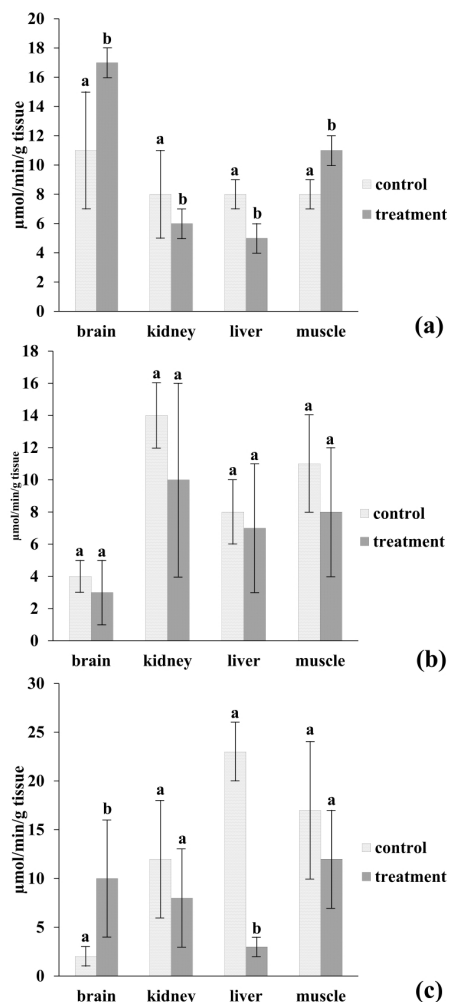 20
18
16
14
12
10
8
6
4
2
0
µmol/min/g tissue
a b a b a b a b
brain kidney liver muscle
control
treatment
(a)
18
16
14
12
10
8
6
4
2
0
µmol/min/g tissue
a a a a a a a a
brain kidney liver muscle
control
treatment
(b)
30
25
20
15
10
5
0
µmol/min/g tissue
a b a a a b a a
brain kidney liver muscle
control
treatment
(c)